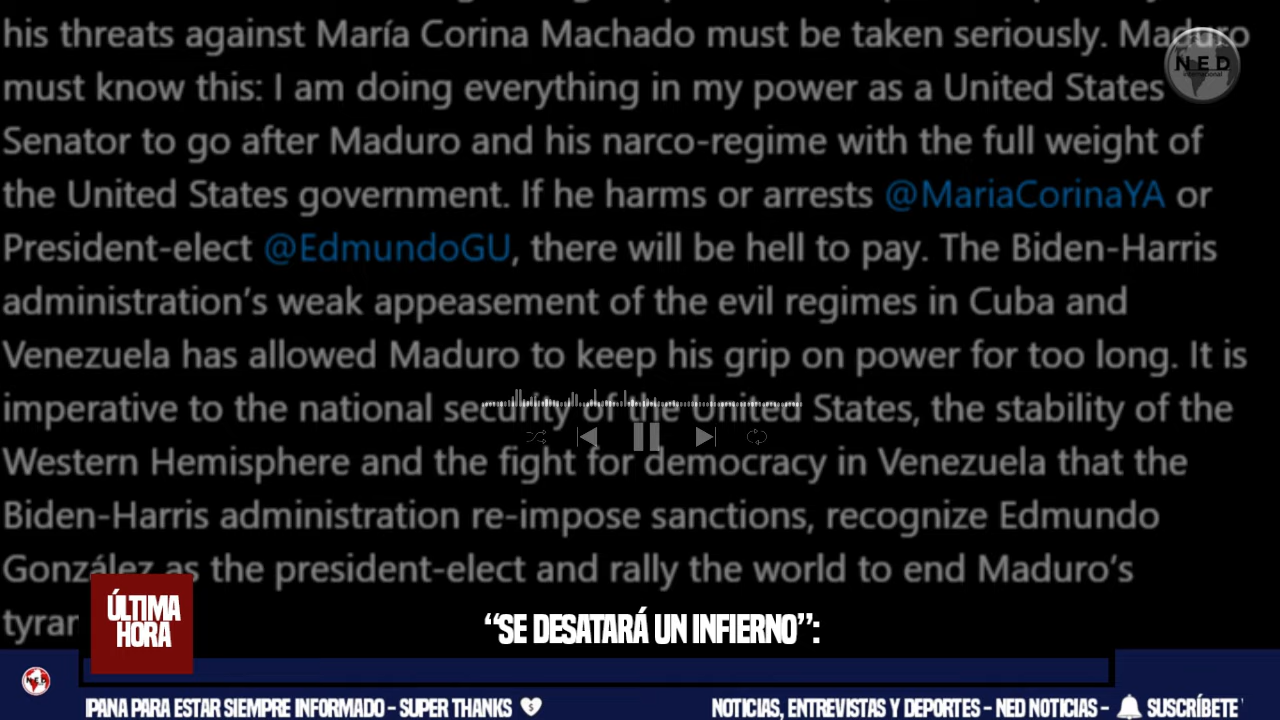 his threats against María Corina Machado must be taken seriously. Maduro
must know this: I am doing everything in my power as a United States
Senator to go after Maduro and his narco-regime with the full weight of
the United States government. If he harms or arrests @MariaCorinaYA or
President-elect @EdmundoGU, there will be hell to pay. The Biden-Harris
administration’s weak appeasement of the evil regimes in Cuba and
Venezuela has allowed Maduro to keep his grip on power for too long. It is
imperative to the national security of the United States, the stability of the
Western Hemisphere and the fight for democracy in Venezuela that the
Biden-Harris administration re-impose sanctions, recognize Edmundo
González as the president-elect and rally the world to end Maduro’s
NED
international
ÚLTIMA
HORA
“SE DESATARÁ UN INFIERNO”:
NED
IPANA PARA ESTAR SIEMPRE INFORMADO - SUPER THANKS
NOTICIAS, ENTREVISTAS Y DEPORTES - NED NOTICIAS - SUSCRÍBETE